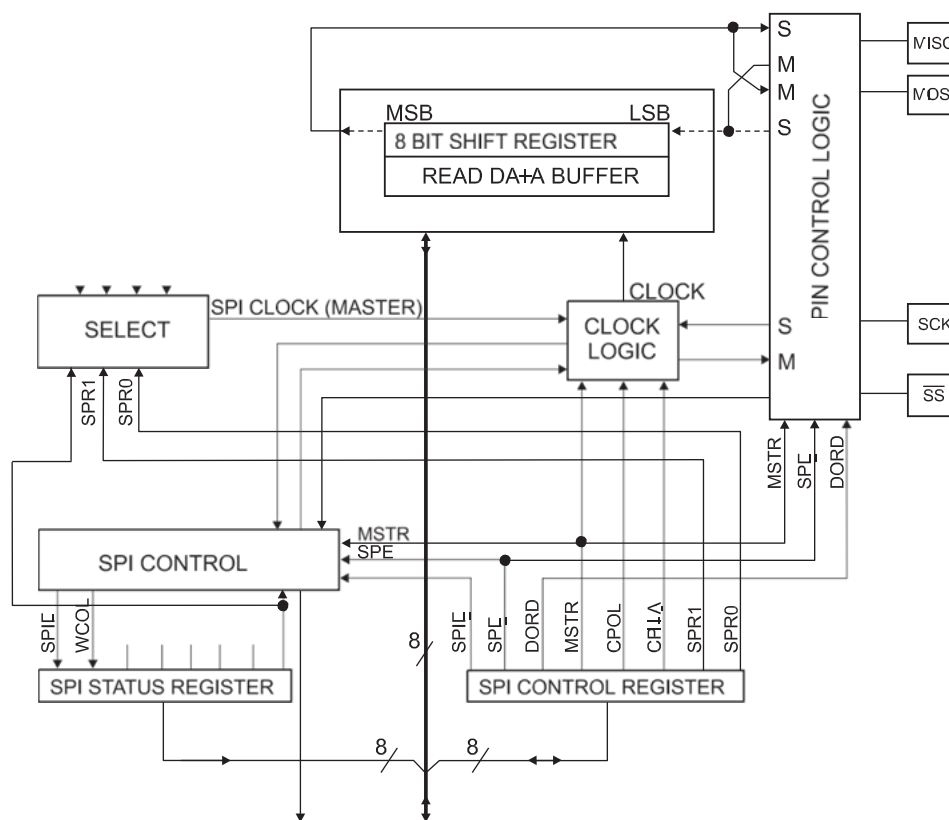 S
MISO
M
MOSI
M
S
MSB
LSB
8 BIT SHIFT REGISTER
READ DATA BUFFER
PIN CONTROL LOGIC
SPI CLOCK (MASTER)
CLOCK
SELECT
CLOCK
LOGIC
S
SCK
M
SS
SPR1
SPR0
MSTR
SPE
DORD
MSTR
SPE
SPI CONTROL
SPIF
WCOL
8
SPIE
SPE
DORD
MSTR
CPOL
CPHA
SPR1
SPR0
SPI STATUS REGISTER
SPI CONTROL REGISTER
8
8